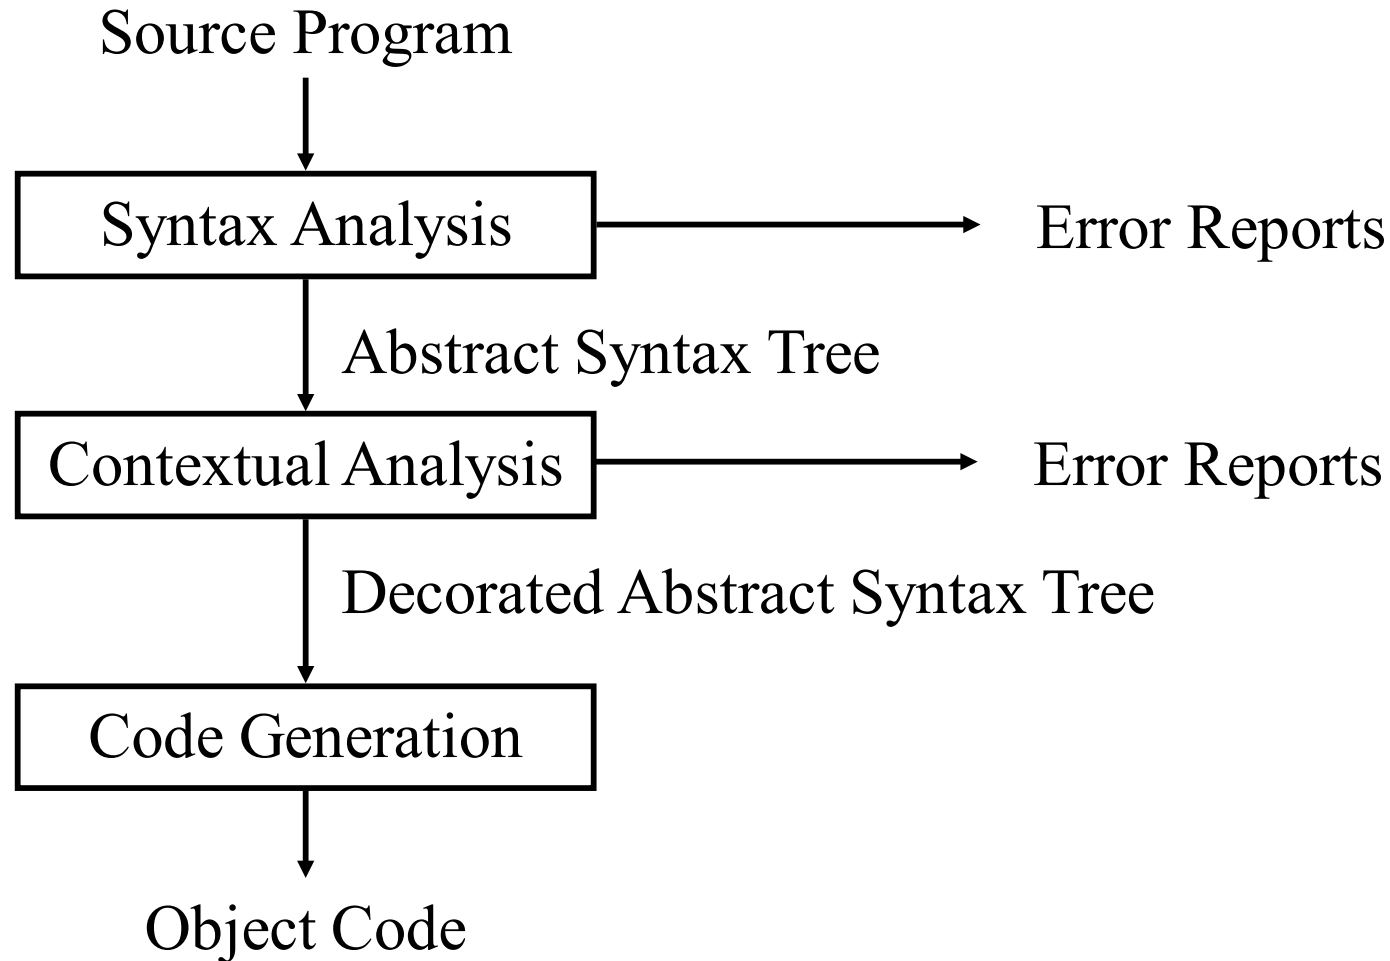 Source Program
Syntax Analysis
Error Reports
Abstract Syntax Tree
Contextual Analysis
Error Reports
Decorated Abstract Syntax Tree
Code Generation
Object Code